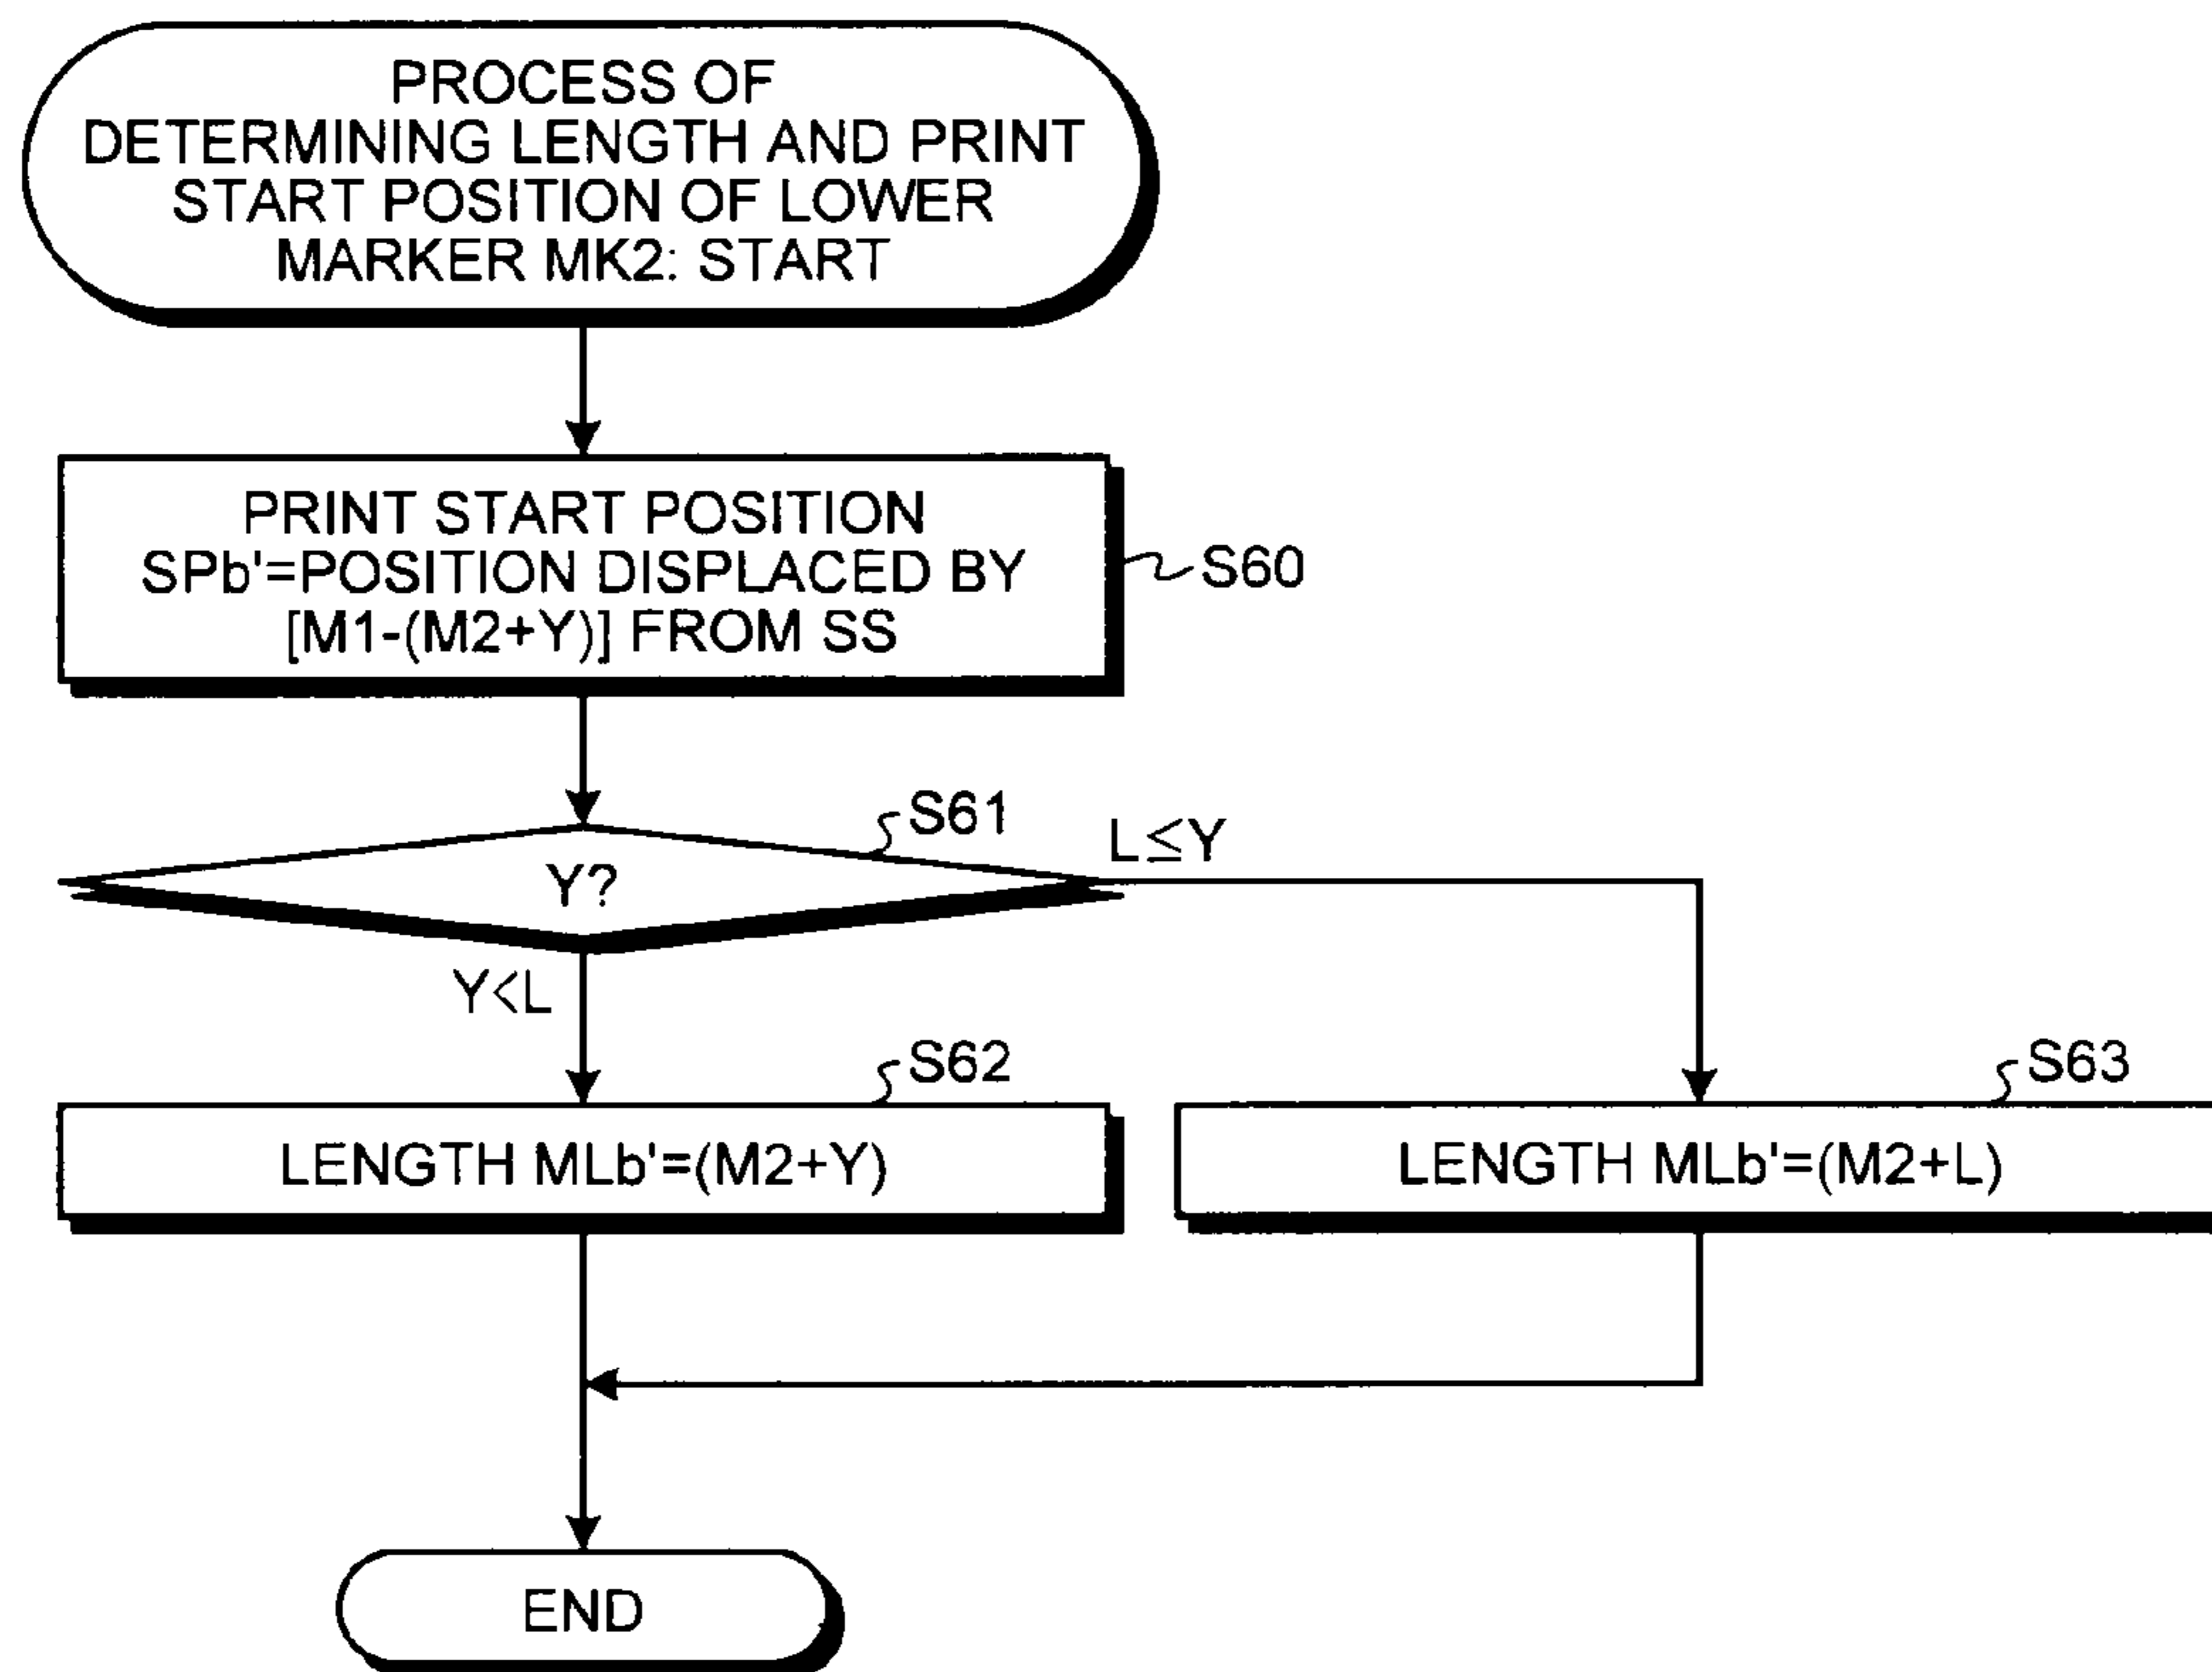 PROCESS OF
DETERMINING LENGTH AND PRINT
START POSITION OF LOWER
MARKER MK2: START
PRINT START POSITION
SPb'=POSITION DISPLACED BY
[M1-(M2+Y)] FROM SS
S60
S61
Y?
L≤Y
Y<L
S62
LENGTH MLb'=(M2+Y)
S63
LENGTH MLb'=(M2+L)
END